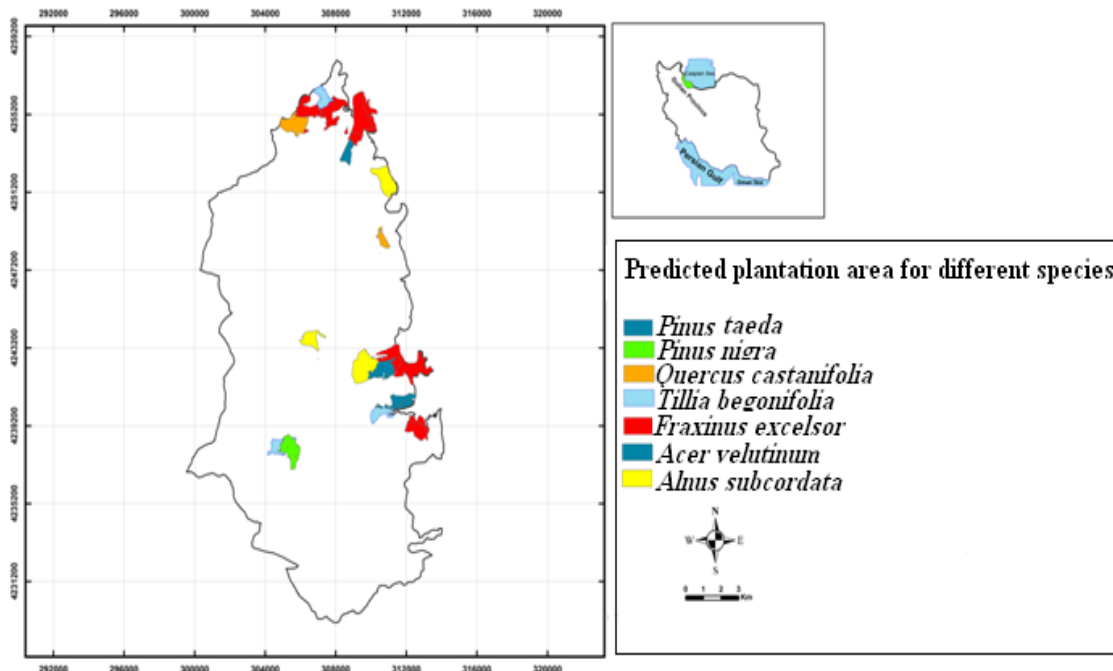 292000 296000 300000 304000 308000 312000 316000 320000
4259200
4255200
4251200
4247200
4243200
4239200
4235200
4231200
292000 296000 300000 304000 308000 312000 316000 320000
Caspian Sea
Persian Gulf
Oman Sea
Predicted plantation area for different species
Pinus taeda
Pinus nigra
Quercus castanifolia
Tillia begonifolia
Fraxinus excelsor
Acer velutinum
Alnus subcordata
N
W E
S
0 1 2 3
Km